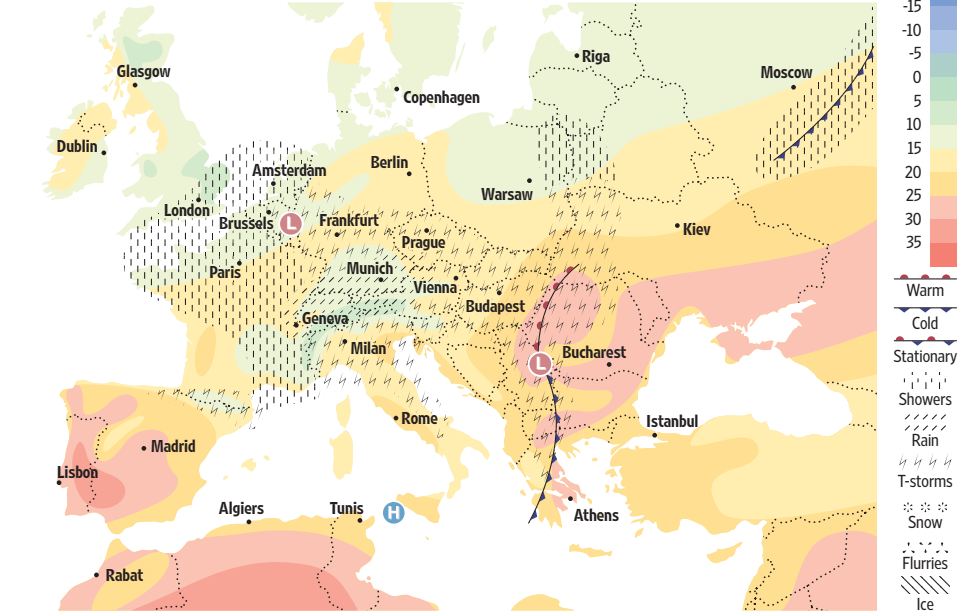 Glasgow
Dublin
London
Amsterdam
Brussels
L
Paris
Copenhagen
Riga
Moscow
Berlin
Warsaw
Frankfurt
Prague
Kiev
Munich
Vienna
Budapest
Geneva
Milan
L
Bucharest
Rome
Istanbul
Madrid
Lisbon
Algiers
Tunis
H
Athens
Rabat
-15
-10
-5
0
5
10
15
20
25
30
35
Warm
Cold
Stationary
Showers
Rain
T-storms
Snow
Flurries
Ice